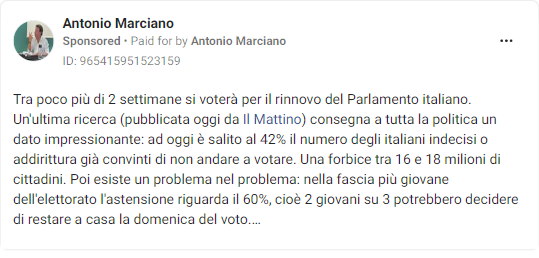 Antonio Marciano
Sponsored • Paid for by Antonio Marciano
ID: 965415951523159
Tra poco più di 2 settimane si voterà per il rinnovo del Parlamento italiano.
Un'ultima ricerca (pubblicata oggi da Il Mattino) consegna a tutta la politica un
dato impressionante: ad oggi è salito al 42% il numero degli italiani indecisi o
addirittura già convinti di non andare a votare. Una forbice tra 16 e 18 milioni di
cittadini. Poi esiste un problema nel problema: nella fascia più giovane
dell'elettorato l'astensione riguarda il 60%, cioè 2 giovani su 3 potrebbero decidere
di restare a casa la domenica del voto....